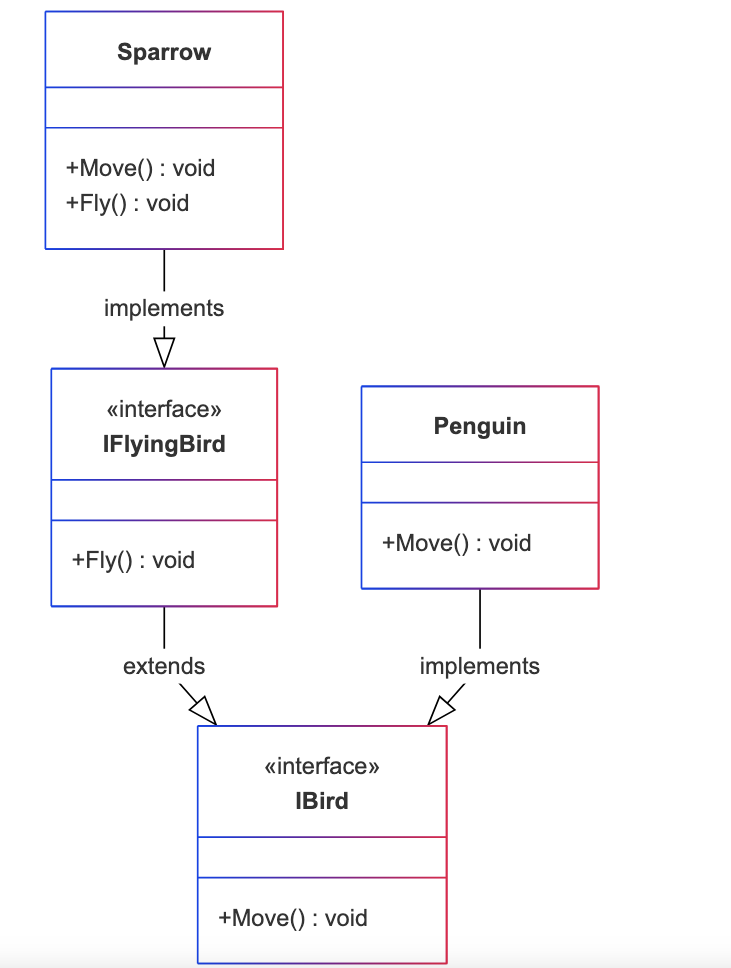 Sparrow
+Move() : void
+Fly() : void
implements
«interface»
IFlyingBird
+Fly() : void
extends
Penguin
+Move() : void
implements
«interface»
IBird
+Move() : void